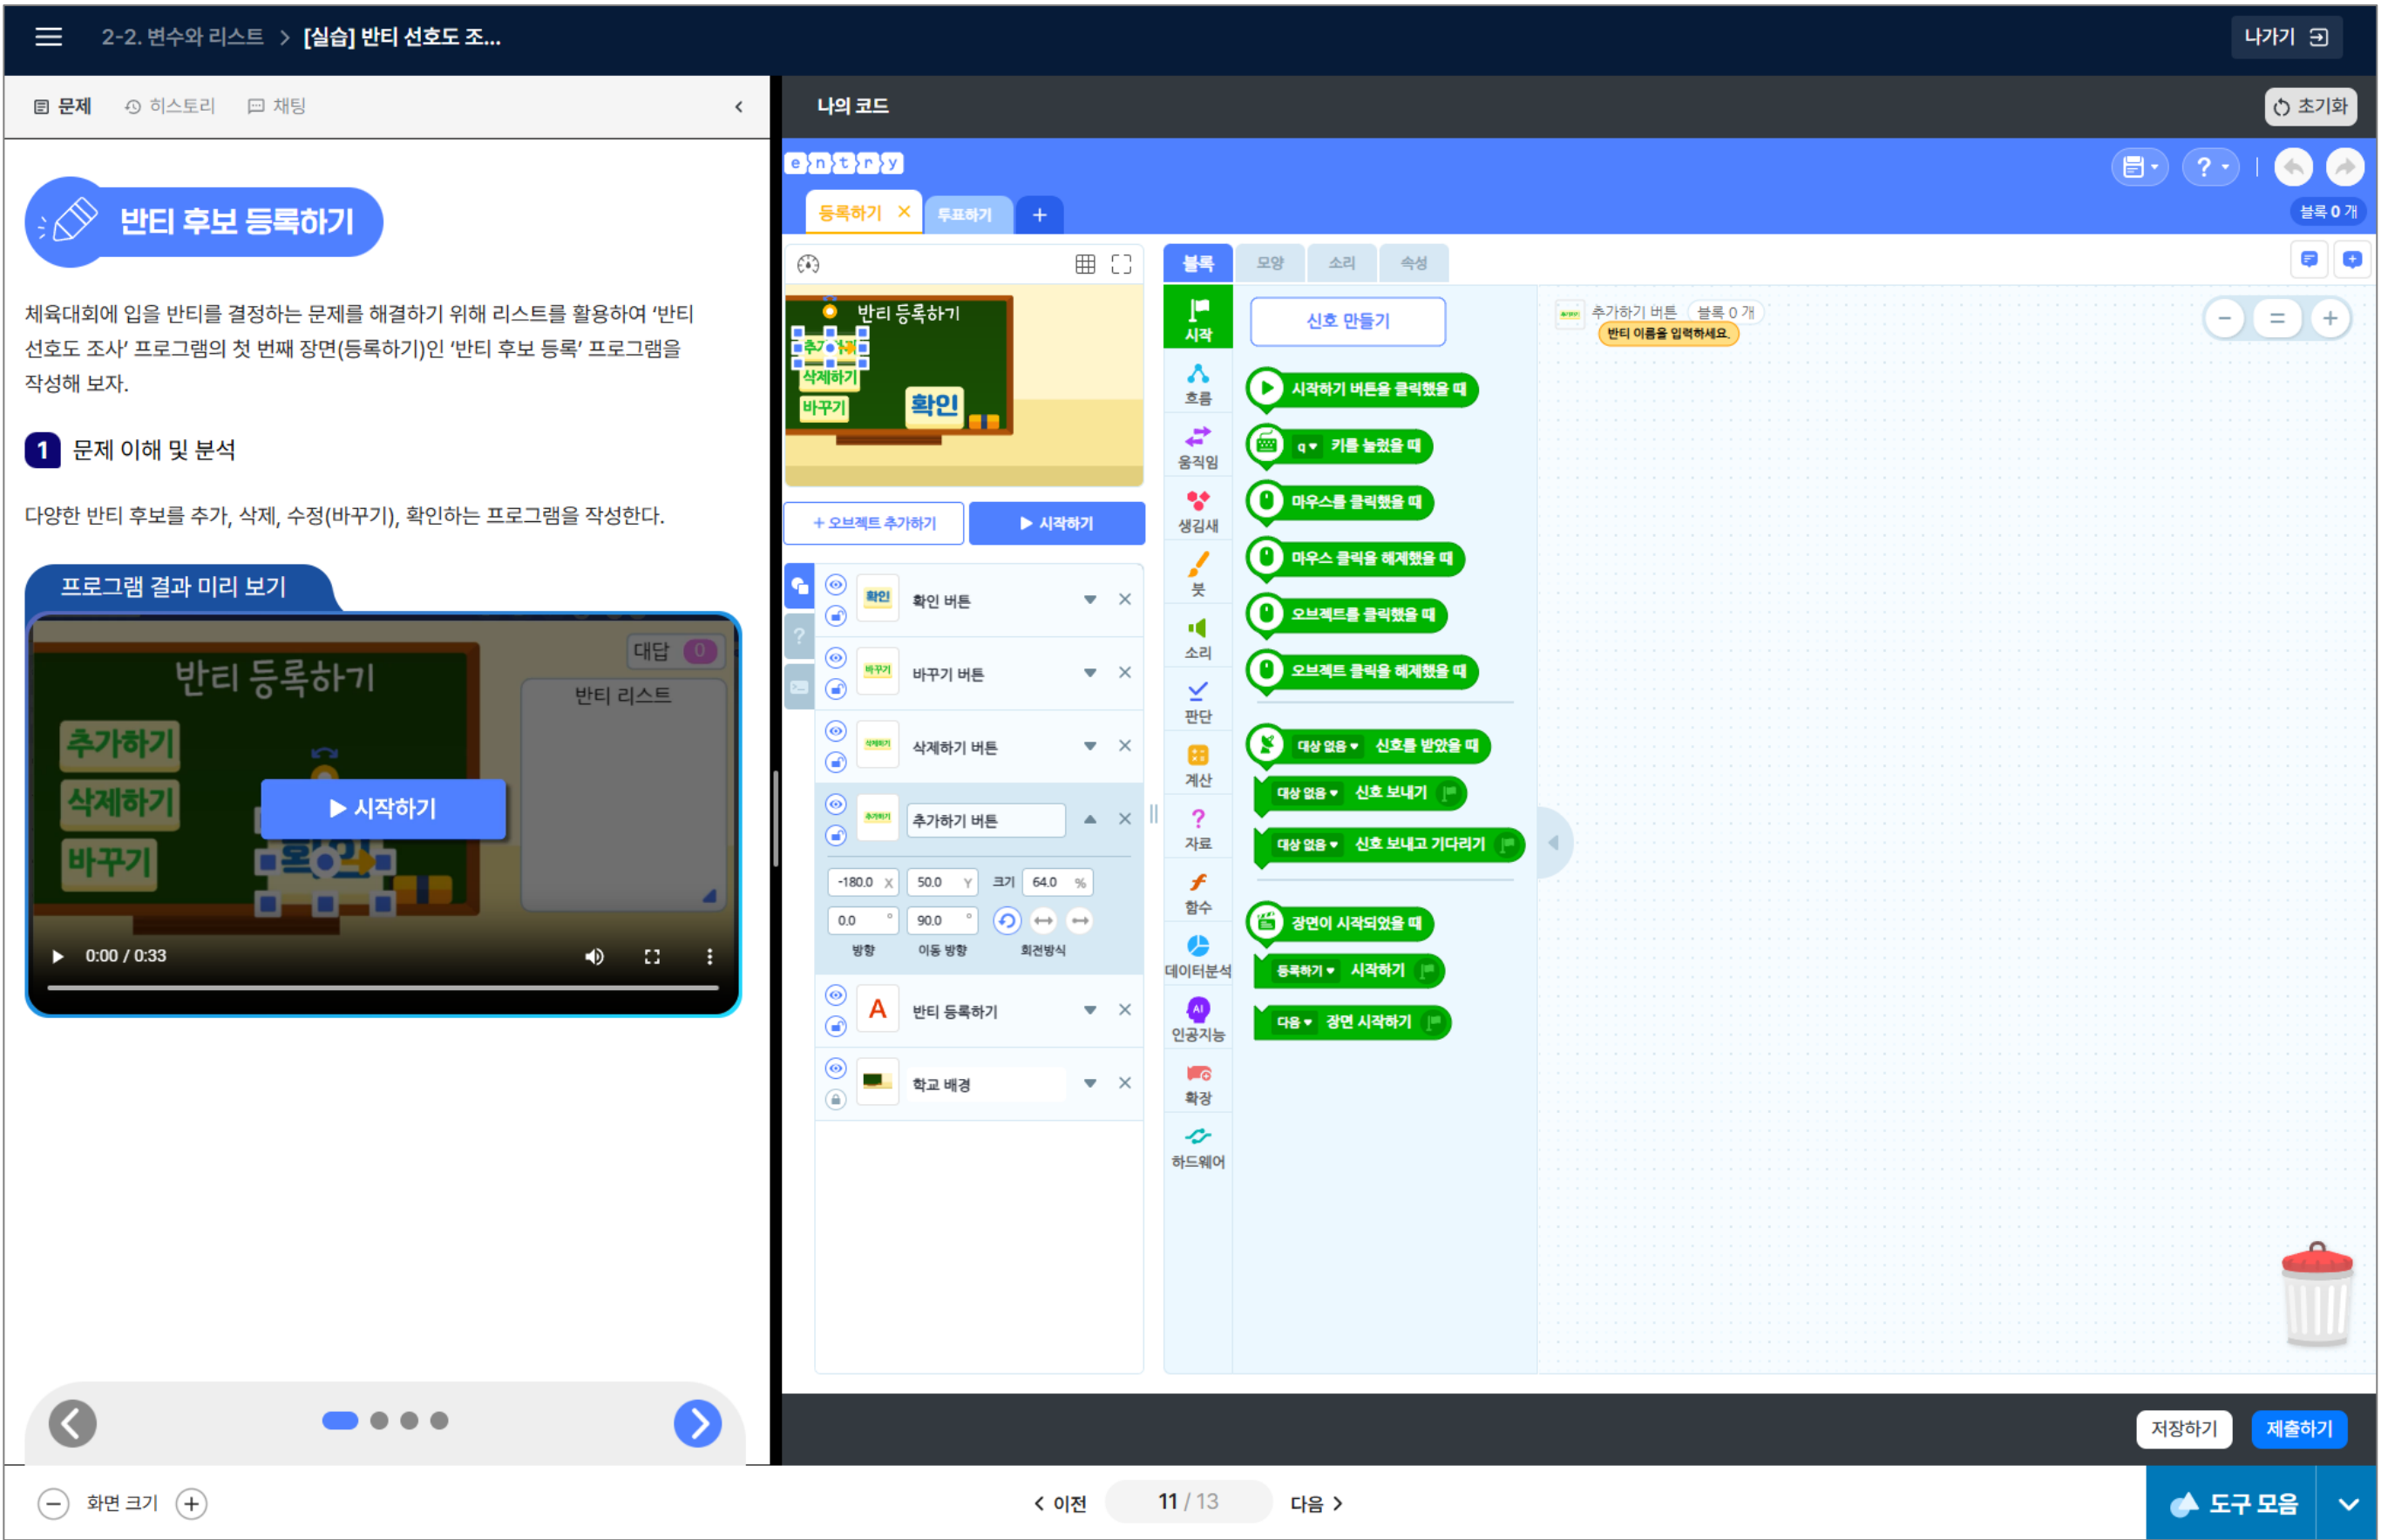 2-2. 변수와 리스트 > [실습] 반티 선호도 조...
나가기
문제
히스토리
채팅
반티 후보 등록하기
체육대회에 입을 반티를 결정하는 문제를 해결하기 위해 리스트를 활용하여 ‘반티
선호도 조사’ 프로그램의 첫 번째 장면(등록하기)인 ‘반티 후보 등록’ 프로그램을
작성해 보자.
1 문제 이해 및 분석
다양한 반티 후보를 추가, 삭제, 수정(바꾸기), 확인하는 프로그램을 작성한다.
프로그램 결과 미리 보기
반티 등록하기
대답 0
반티 리스트
추가하기
삭제하기
바꾸기
▶ 시작하기
0:00 / 0:33
나의 코드
초기화
entry
등록하기 ×
투표하기
+
? 
블록 0 개
반티 등록하기
삭제하기
바꾸기
확인
+ 오브젝트 추가하기
▶ 시작하기
확인
확인 버튼
바꾸기
바꾸기 버튼
삭제하기
삭제하기 버튼
추가하기
추가하기 버튼
-180.0 X
50.0 Y
크기 64.0 %
0.0 °
90.0 °
방향
이동 방향
회전방식
A
반티 등록하기
학교 배경
블록
모양
소리
속성
시작
흐름
움직임
생김새
붓
소리
판단
계산
자료
함수
데이터분석
AI
인공지능
확장
하드웨어
신호 만들기
시작하기 버튼을 클릭했을 때
q 키를 눌렀을 때
마우스를 클릭했을 때
마우스 클릭을 해제했을 때
오브젝트를 클릭했을 때
오브젝트 클릭을 해제했을 때
대상 없음 신호를 받았을 때
대상 없음 신호 보내기
대상 없음 신호 보내고 기다리기
장면이 시작되었을 때
등록하기 시작하기
다음 장면 시작하기
추가하기 버튼
블록 0 개
반티 이름을 입력하세요.
저장하기
제출하기
화면 크기
< 이전
11 / 13
다음 >
도구 모음